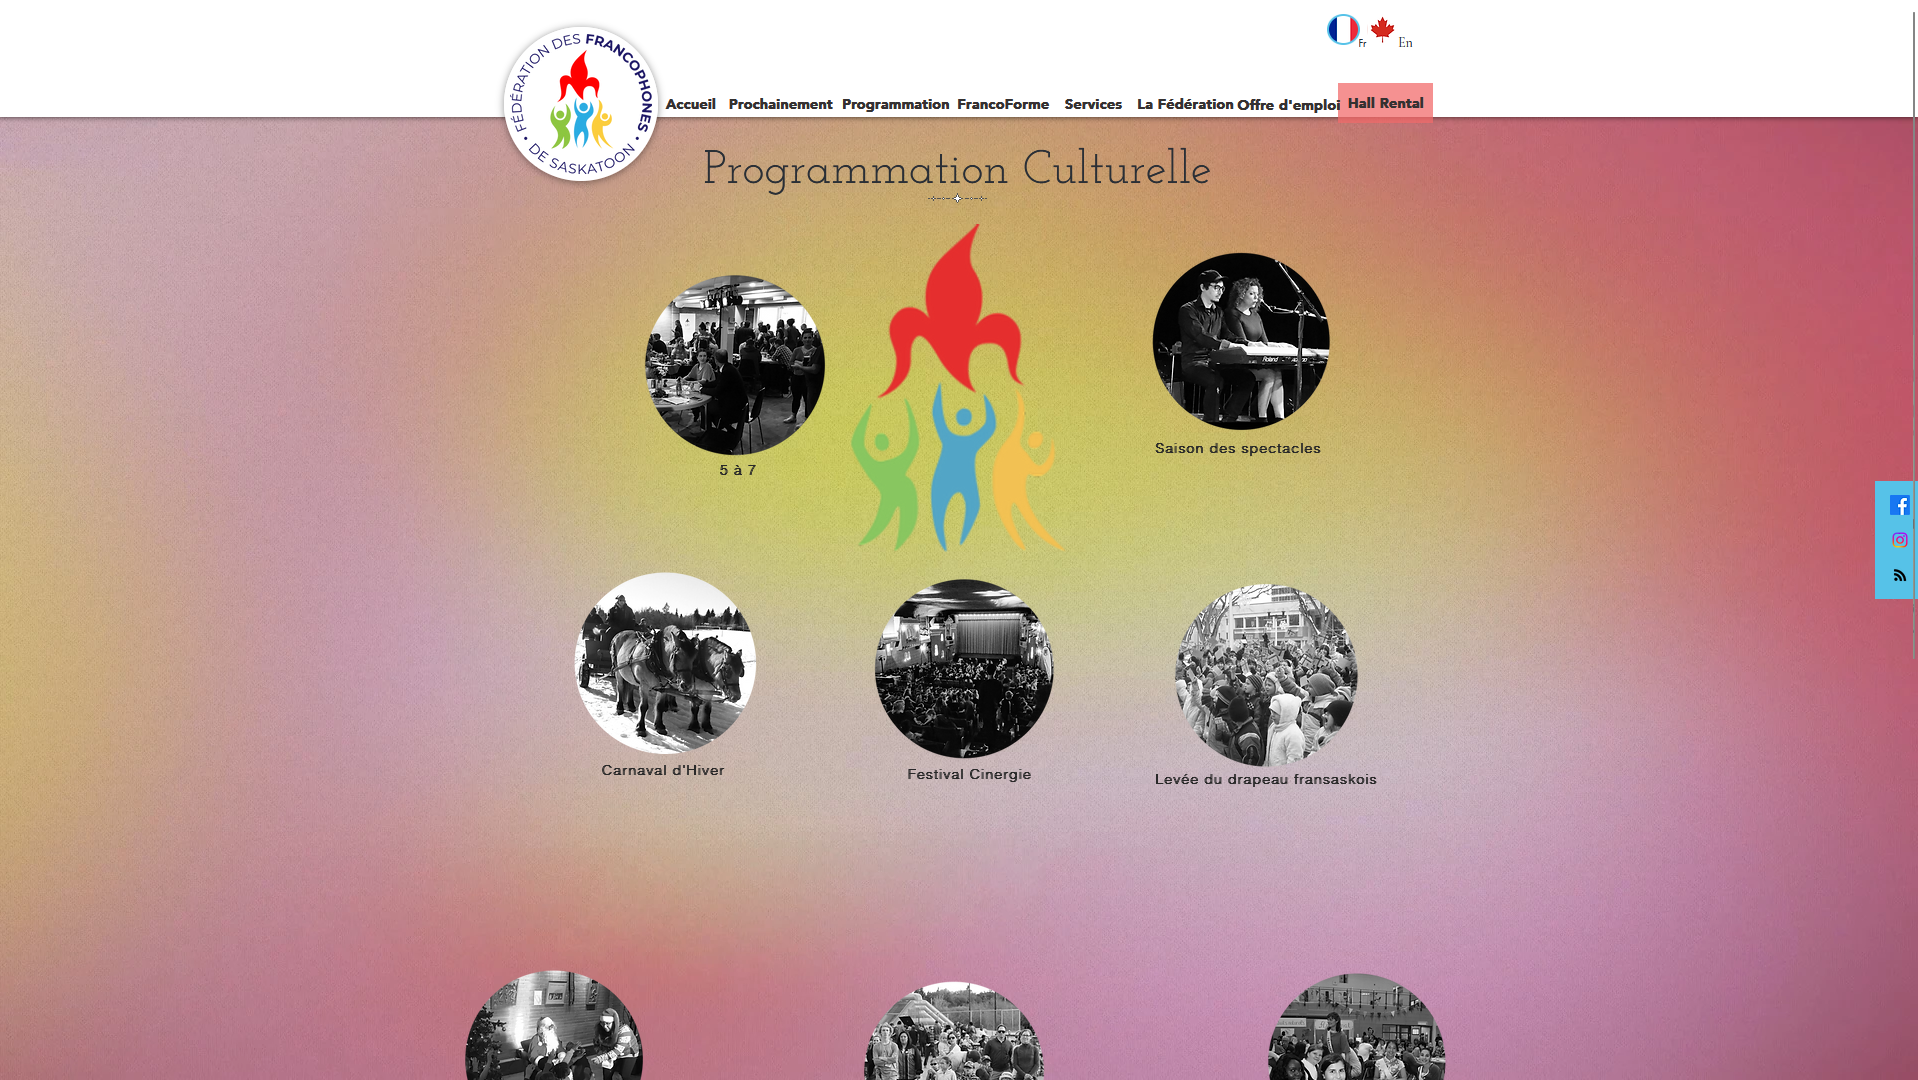 FÉDÉRATION DES FRANCOPHONES
• DE SASKATOON •
Fr
En
Accueil
Prochainement
Programmation
FrancoForme
Services
La Fédération
Offre d'emploi
Hall Rental
Programmation Culturelle
Roland
5 à 7
Saison des spectacles
Carnaval d'Hiver
Festival Cinergie
Levée du drapeau fransaskois